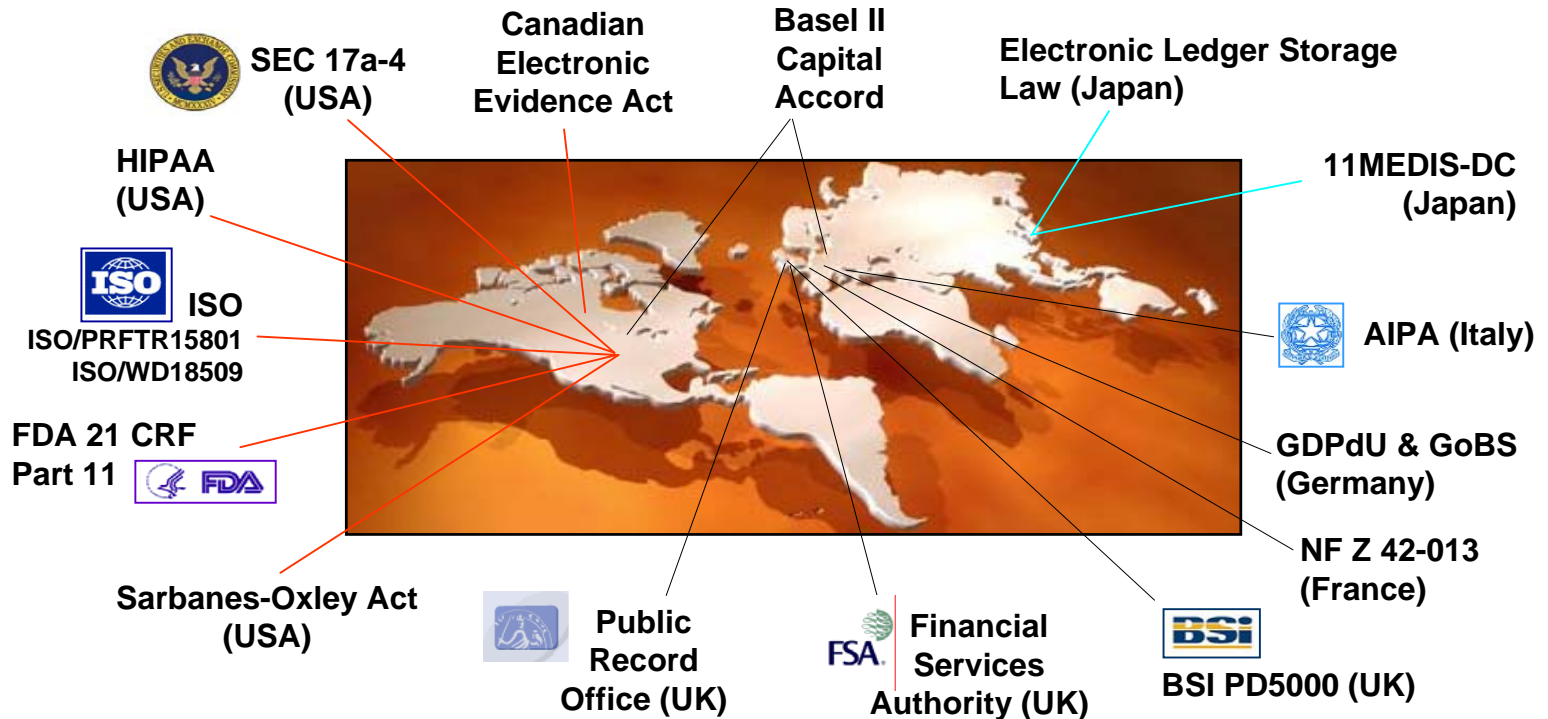 SEC 17a-4
(USA)
Canadian
Electronic
Evidence Act
Basel II
Capital
Accord
Electronic Ledger Storage
Law (Japan)
HIPAA
(USA)
11MEDIS-DC
(Japan)
ISO
ISO
ISO/PRFTR15801
ISO/WD18509
AIPA (Italy)
FDA 21 CRF
Part 11
FDA
GDPdU & GoBS
(Germany)
NF Z 42-013
(France)
Sarbanes-Oxley Act
(USA)
Public
Record
Office (UK)
FSA
Financial
Services
Authority (UK)
BSi
BSI PD5000 (UK)